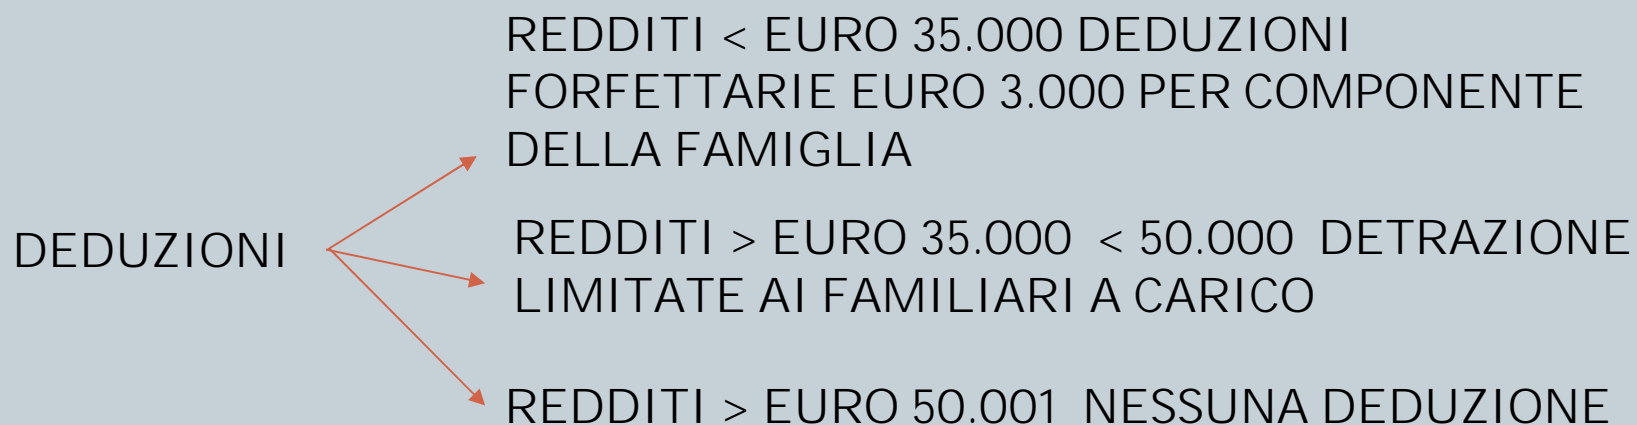 REDDITI < EURO 35.000 DEDUZIONI
FORFETTARIE EURO 3.000 PER COMPONENTE
DELLA FAMIGLIA
DEDUZIONI
REDDITI > EURO 35.000 < 50.000 DETRAZIONE
LIMITATE AI FAMILIARI A CARICO
REDDITI > EURO 50.001 NESSUNA DEDUZIONE